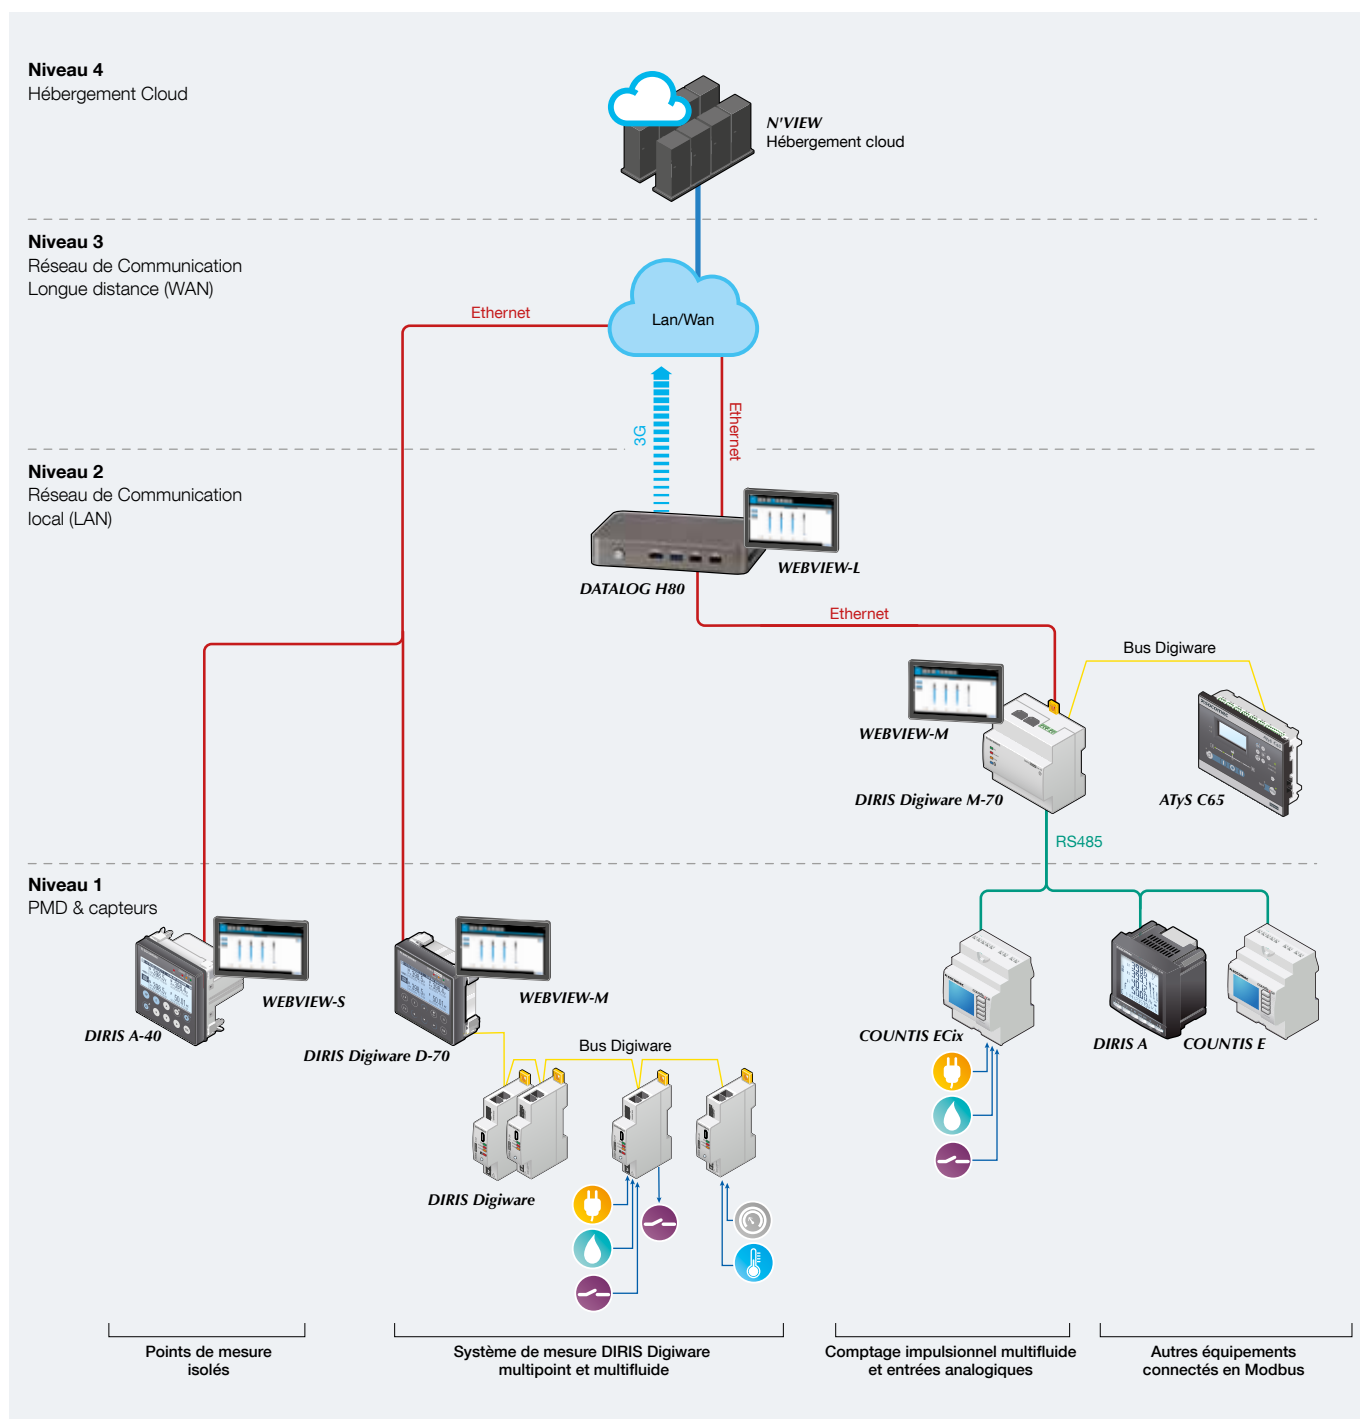 Niveau 4
Hébergement Cloud
N'VIEW
Hébergement cloud
Niveau 3
Réseau de Communication
Longue distance (WAN)
Ethernet
Lan/Wan
3G
Ethernet
Niveau 2
Réseau de Communication
local (LAN)
WEBVIEW-L
DATALOG H80
Ethernet
Bus Digiware
WEBVIEW-M
DIRIS Digiware M-70
ATyS C65
RS485
Niveau 1
PMD & capteurs
WEBVIEW-S
DIRIS A-40
WEBVIEW-M
DIRIS Digiware D-70
COUNTIS ECix
DIRIS A
COUNTIS E
Bus Digiware
DIRIS Digiware
Points de mesure
isolés
Système de mesure DIRIS Digiware
multipoint et multifluide
Comptage impulsionnel multifluide
et entrées analogiques
Autres équipements
connectés en Modbus